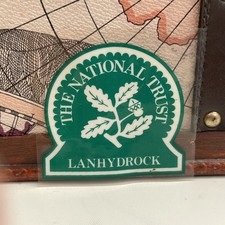 THE NATIONAL TRUST
LANHYDROCK